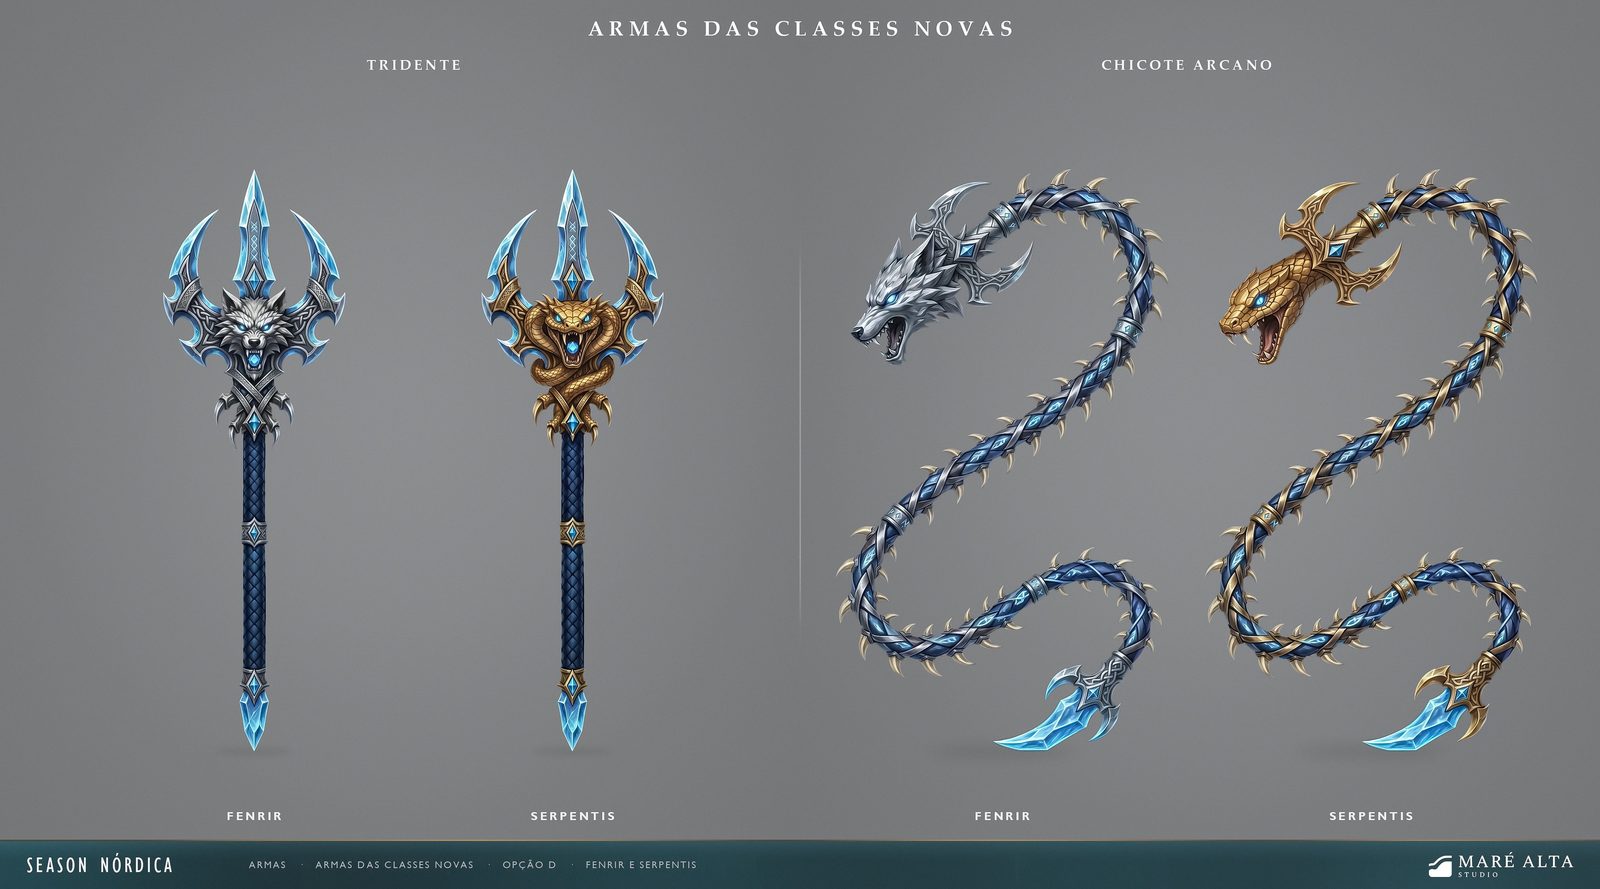 ARMAS DAS CLASSES NOVAS
TRIDENTE
CHICOTE ARCANO
FENRIR
SERPENTIS
FENRIR
SERPENTIS
SEASON NÓRDICA
ARMAS · ARMAS DAS CLASSES NOVAS · OPÇÃO D · FENRIR E SERPENTIS
MARÉ ALTA
STUDIO